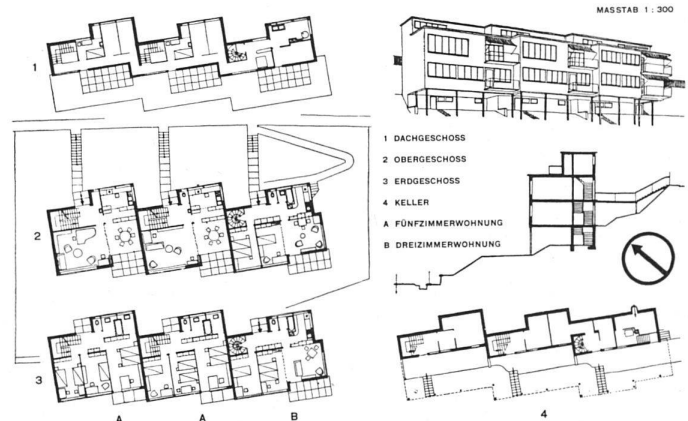 MASSTAB 1 : 300
1
1 DACHGESCHOSS
2 OBERGESCHOSS
3 ERDGESCHOSS
4 KELLER
A FÜNFZIMMERWOHNUNG
B DREIZIMMERWOHNUNG
2
3
A A B
4